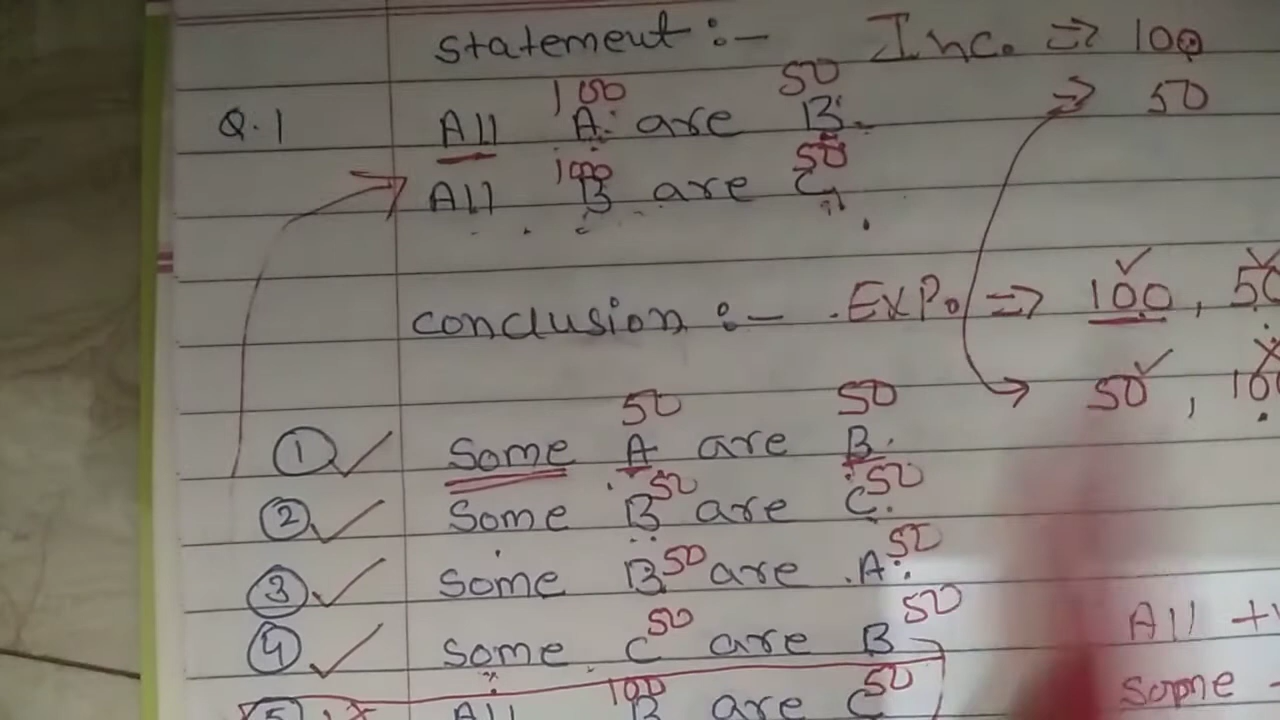 Statement :- Inc. => 100
100 50 => 50
Q.1 All A are B.
100 50
All B are C
Conclusion :- Exp. => 100, 50
50, 100
50 50
① ✓ Some A are B.
50 50
② ✓ Some B are C.
③ ✓ Some B 50 are A. 50
50 50
④ ✓ Some C are B
All +
Some -
100 50
⑤ x All B are C